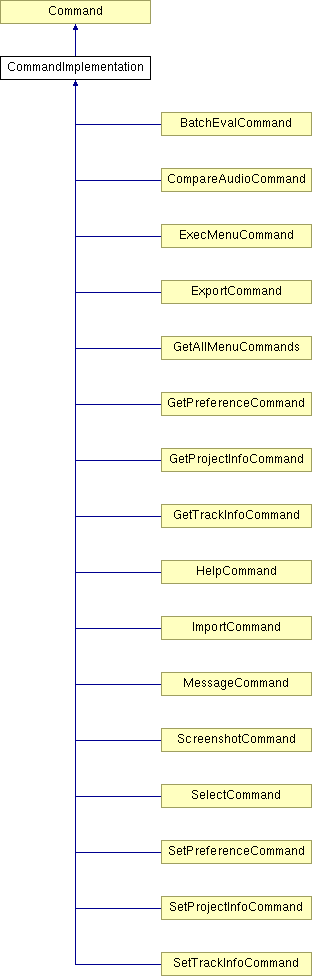 Command
CommandImplementation
BatchEvalCommand
CompareAudioCommand
ExecMenuCommand
ExportCommand
GetAllMenuCommands
GetPreferenceCommand
GetProjectInfoCommand
GetTrackInfoCommand
HelpCommand
ImportCommand
MessageCommand
ScreenshotCommand
SelectCommand
SetPreferenceCommand
SetProjectInfoCommand
SetTrackInfoCommand